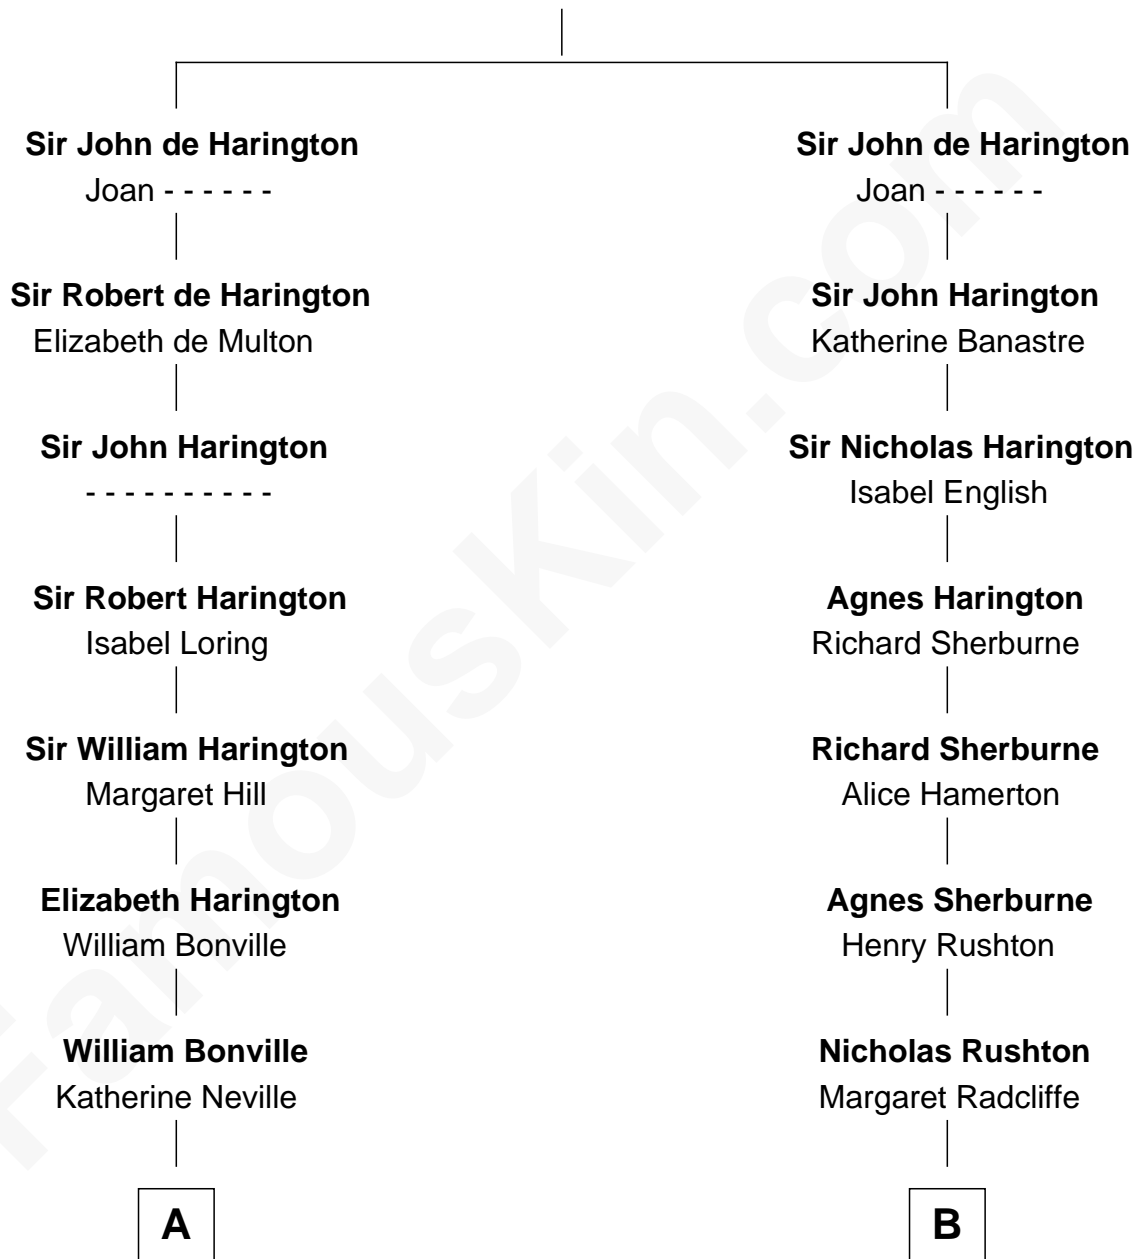 Sir John de Harington
Joan - - - - - -
Sir Robert de Harington
Elizabeth de Multon
Sir John Harington
- - - - - - - - - -
Sir Robert Harington
Isabel Loring
Sir William Harington
Margaret Hill
Elizabeth Harington
William Bonville
William Bonville
Katherine Neville
A
Sir John de Harington
Joan - - - - - -
Sir John Harington
Katherine Banastre
Sir Nicholas Harington
Isabel English
Agnes Harington
Richard Sherburne
Richard Sherburne
Alice Hamerton
Agnes Sherburne
Henry Rushton
Nicholas Rushton
Margaret Radcliffe
B
FamousKin.com